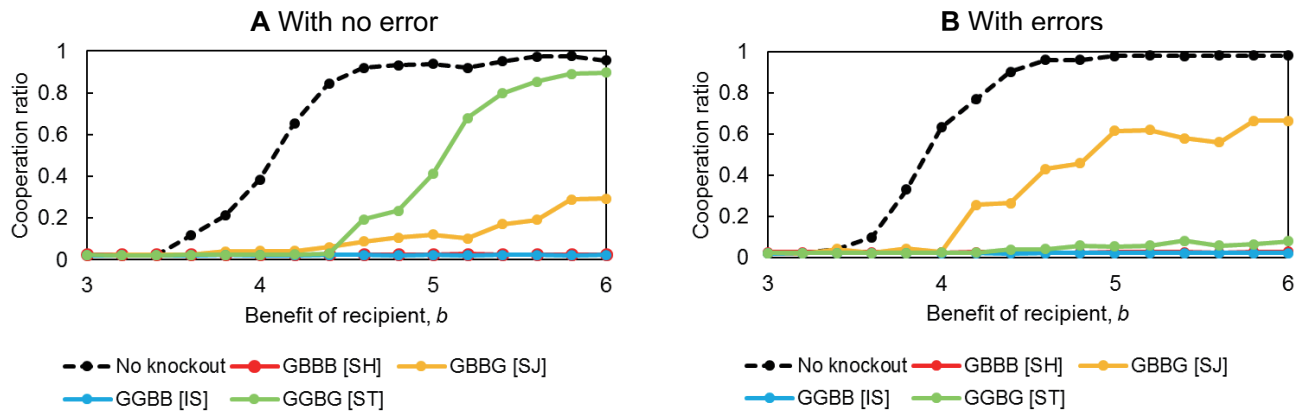 A With no error
Cooperation ratio
1
0.8
0.6
0.4
0.2
0
3 4 5 6
Benefit of recipient, b
No knockout GBBB [SH] GBBG [SJ]
GGBB [IS] GGBG [ST]
B With errors
Cooperation ratio
1
0.8
0.6
0.4
0.2
0
3 4 5 6
Benefit of recipient, b
No knockout GBBB [SH] GBBG [SJ]
GGBB [IS] GGBG [ST]